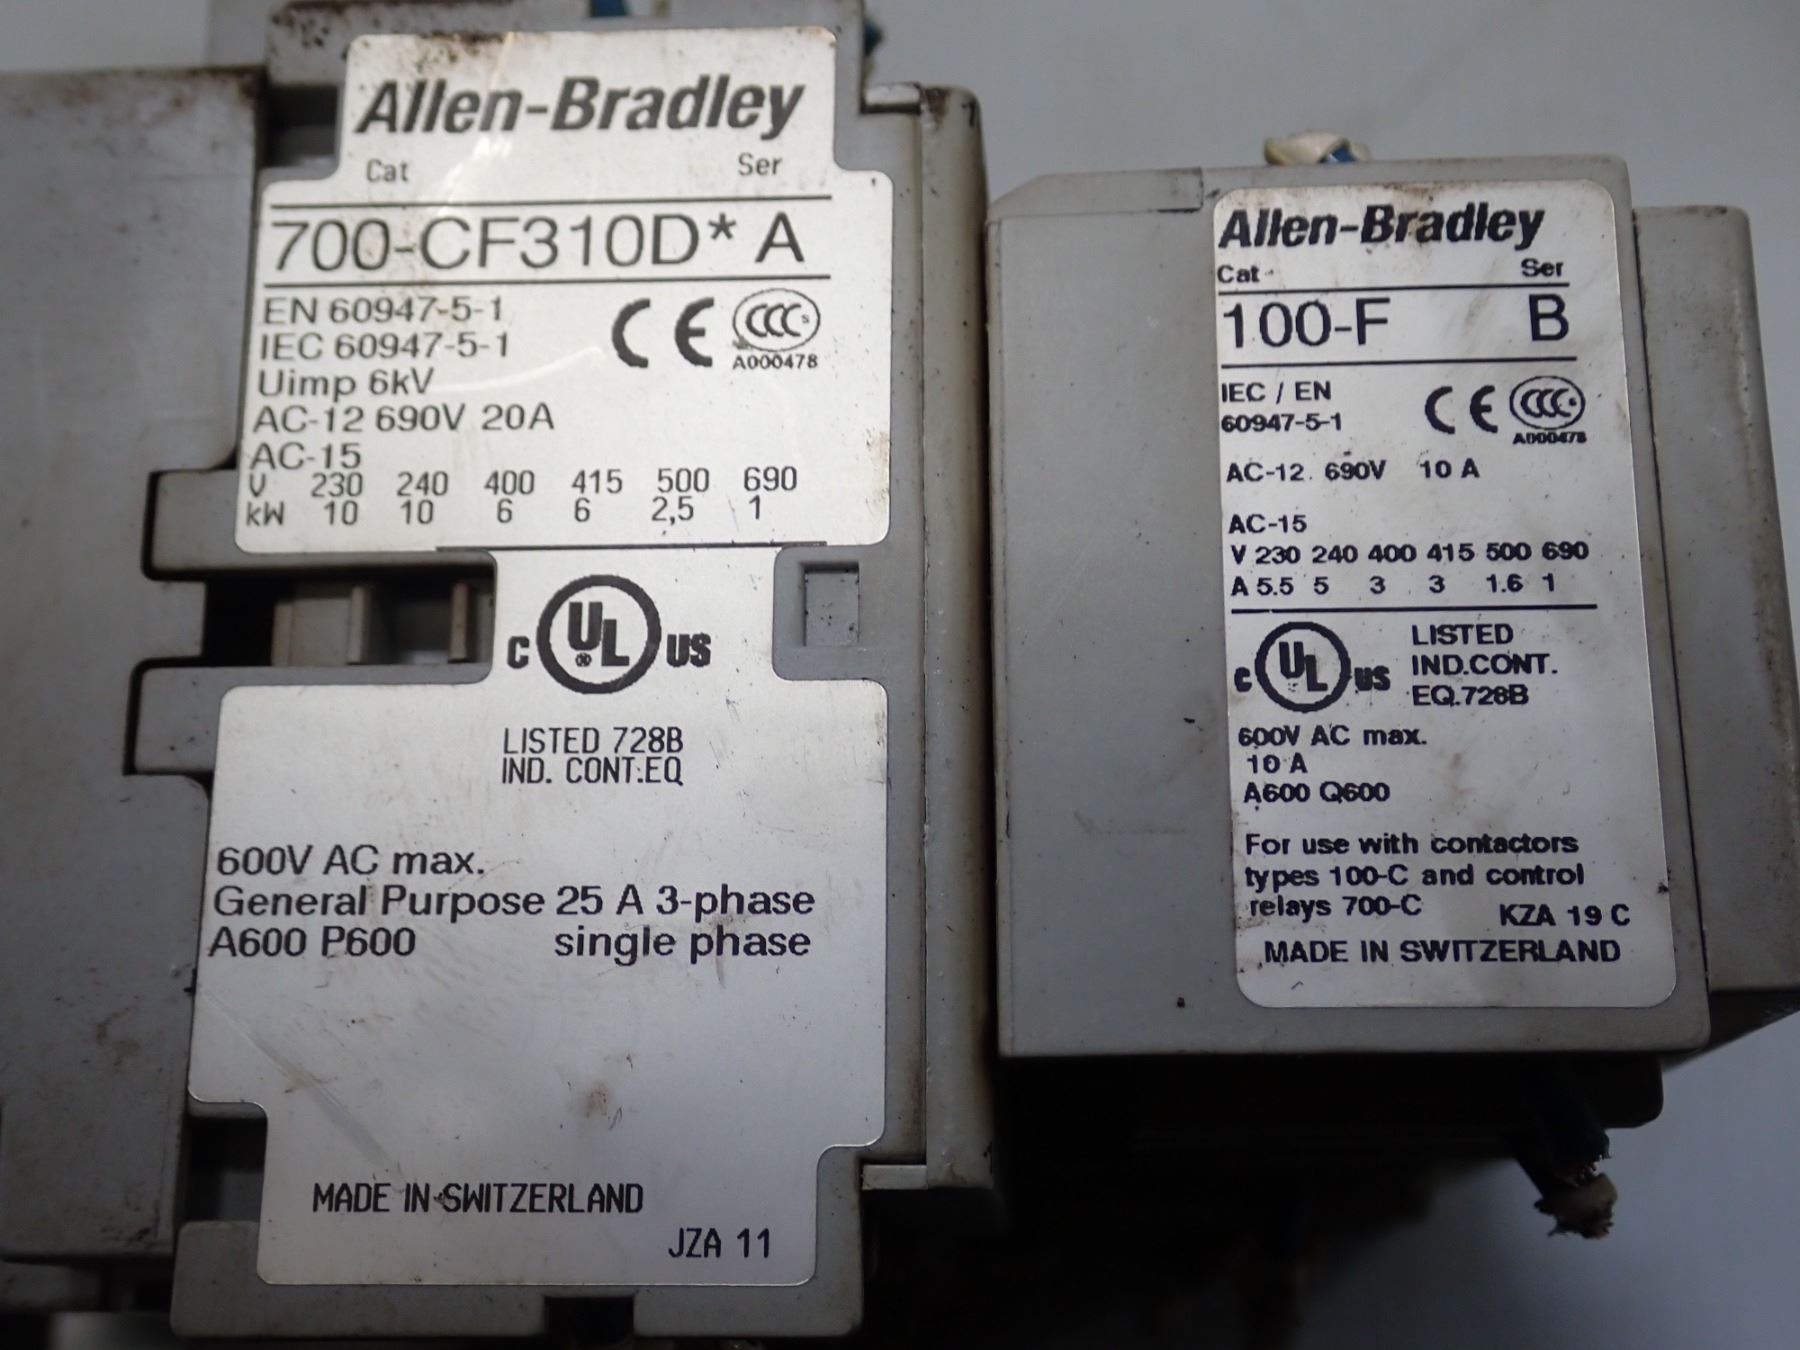 Allen-Bradley
Cat Ser
700-CF310D* A
EN 60947-5-1
IEC 60947-5-1
CE CCC S
A000478
Uimp 6kV
AC-12 690V 20A
AC-15
V 230 240 400 415 500 690
kW 10 10 6 6 2,5 1
C UL ® US
LISTED 728B
IND. CONT.EQ
600V AC max.
General Purpose 25 A 3-phase
A600 P600 single phase
MADE IN SWITZERLAND
JZA 11
Allen-Bradley
Cat Ser
100-F B
IEC / EN
60947-5-1
CE CCC S
A000478
AC-12 690V 10 A
AC-15
V 230 240 400 415 500 690
A 5.5 5 3 3 1.6 1
C UL US
LISTED
IND.CONT.
EQ.728B
600V AC max.
10 A
A600 Q600
For use with contactors
types 100-C and control
relays 700-C KZA 19 C
MADE IN SWITZERLAND